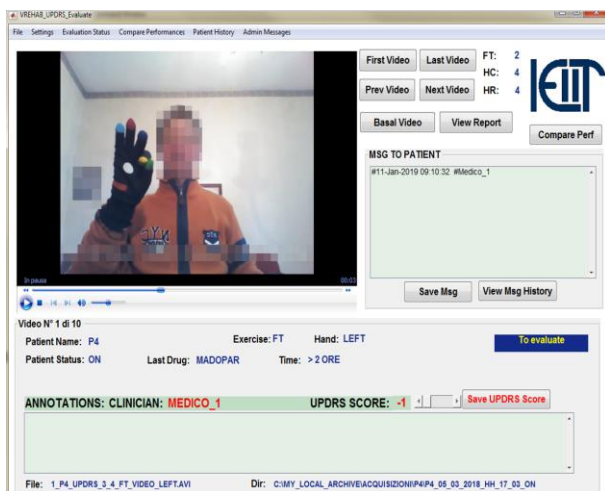 VREHAB_UPDRS_Evaluate
File Settings Evaluation Status Compare Performances Patient History Admin Messages
First Video Last Video FT: 2
HC: 4
Prev Video Next Video HR: 4
Basal Video View Report
Compare Perf
MSG TO PATIENT
#11-Jan-2019 09:10:32 #Medico_1
In pausa 00:03
Save Msg View Msg History
Video N° 1 di 10
Patient Name: P4 Exercise: FT Hand: LEFT To evaluate
Patient Status: ON Last Drug: MADOPAR Time: > 2 ORE
ANNOTATIONS: CLINICIAN: MEDICO_1 UPDRS SCORE: -1 Save UPDRS Score
File: 1_P4_UPDRS_3_4_FT_VIDEO_LEFT.AVI Dir: C:\MY_LOCAL_ARCHIVE\ACQUISIZIONI\P4\P4_05_03_2018_HH_17_03_ON